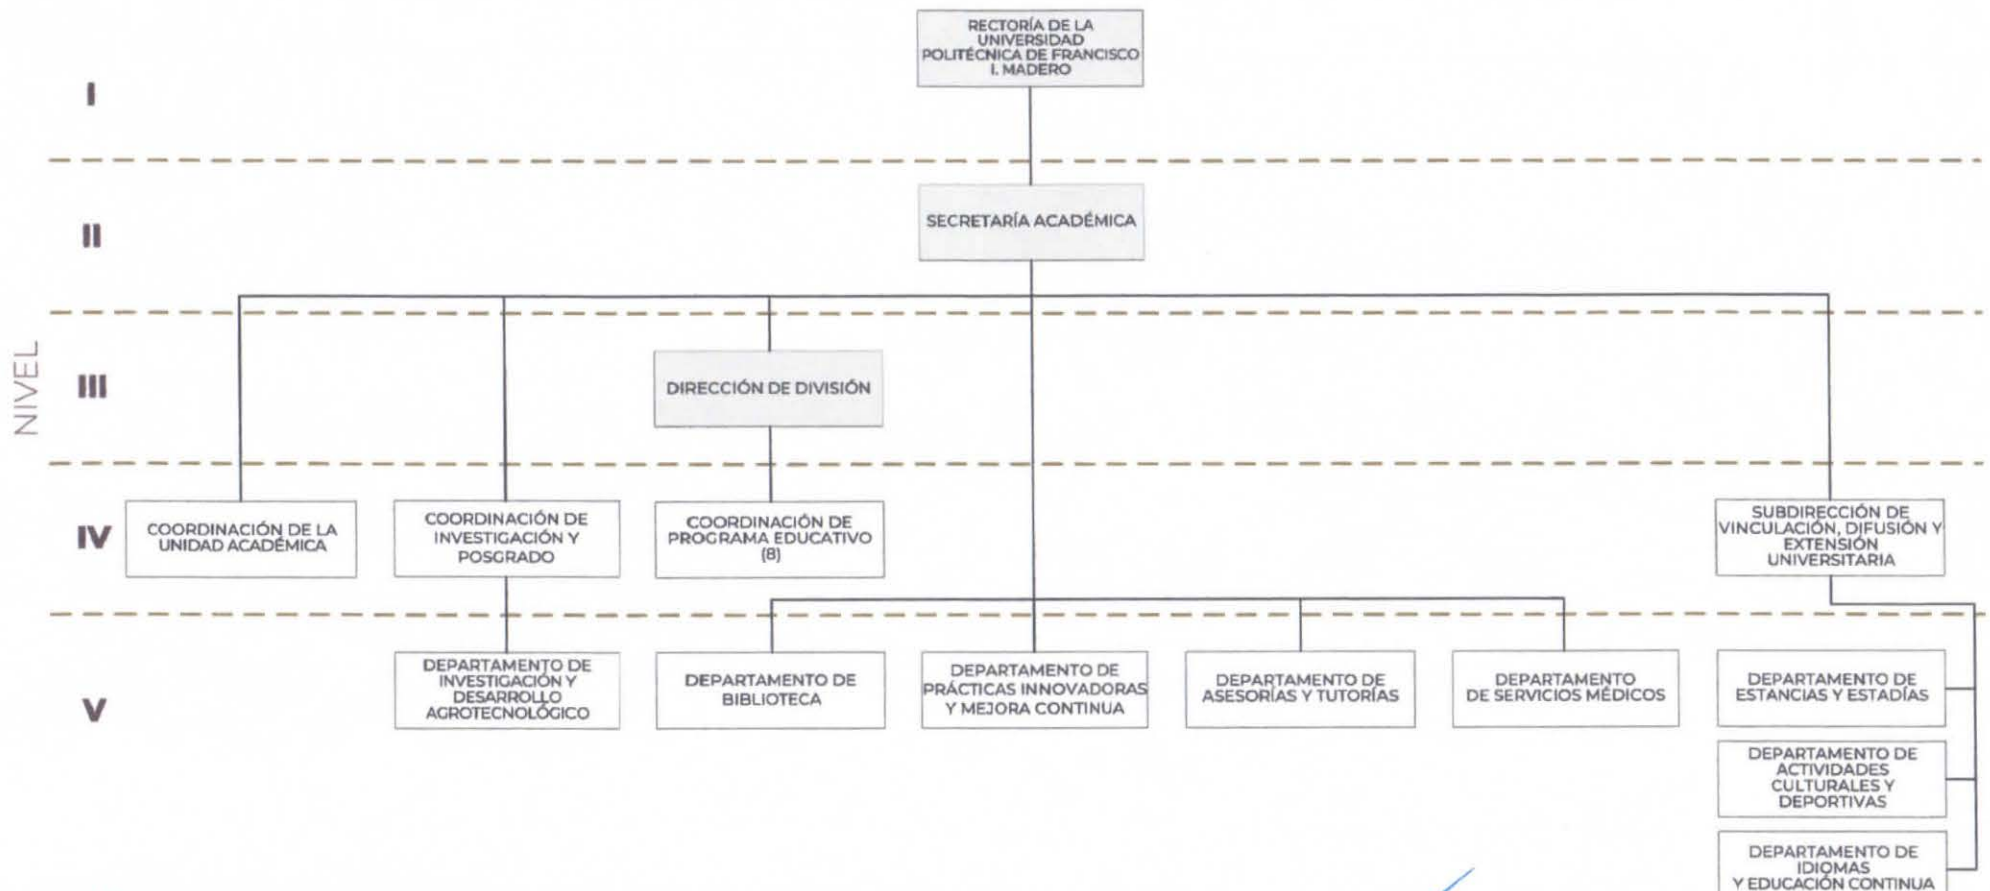 RECTORÍA DE LA
UNIVERSIDAD
POLITÉCNICA DE FRANCISCO
I. MADERO
I
SECRETARÍA ACADÉMICA
II
NIVEL
III
DIRECCIÓN DE DIVISIÓN
IV
COORDINACIÓN DE LA
UNIDAD ACADÉMICA
COORDINACIÓN DE
INVESTIGACIÓN Y
POSGRADO
COORDINACIÓN DE
PROGRAMA EDUCATIVO
(8)
SUBDIRECCIÓN DE
VINCULACIÓN, DIFUSIÓN Y
EXTENSIÓN
UNIVERSITARIA
V
DEPARTAMENTO DE
INVESTIGACIÓN Y
DESARROLLO
AGROTECNOLÓGICO
DEPARTAMENTO DE
BIBLIOTECA
DEPARTAMENTO DE
PRÁCTICAS INNOVADORAS
Y MEJORA CONTINUA
DEPARTAMENTO DE
ASESORÍAS Y TUTORÍAS
DEPARTAMENTO
DE SERVICIOS MÉDICOS
DEPARTAMENTO DE
ESTANCIAS Y ESTADÍAS
DEPARTAMENTO DE
ACTIVIDADES
CULTURALES Y
DEPORTIVAS
DEPARTAMENTO DE
IDIOMAS
Y EDUCACIÓN CONTINUA